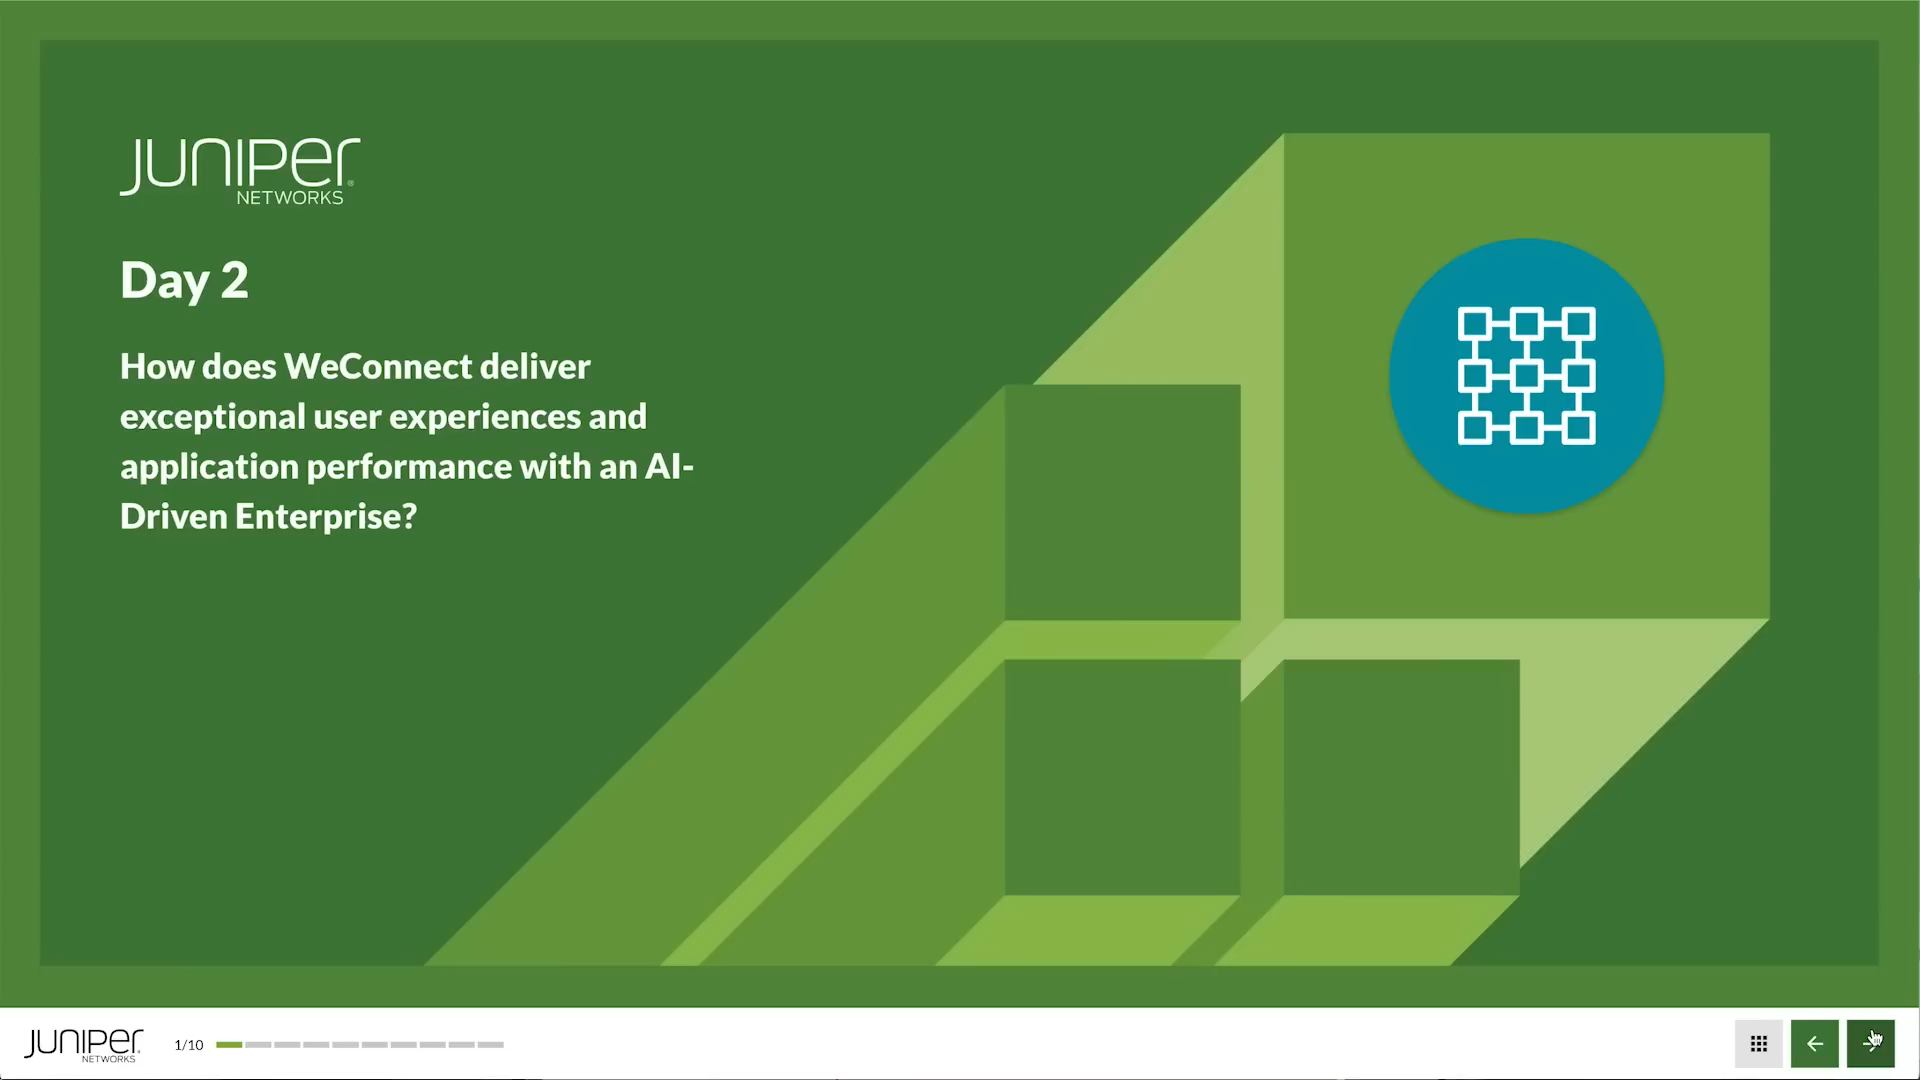 JUNIPer
NETWORKS
Day 2
How does WeConnect deliver
exceptional user experiences and
application performance with an AI-
Driven Enterprise?
JUNIPer
NETWORKS
1/10